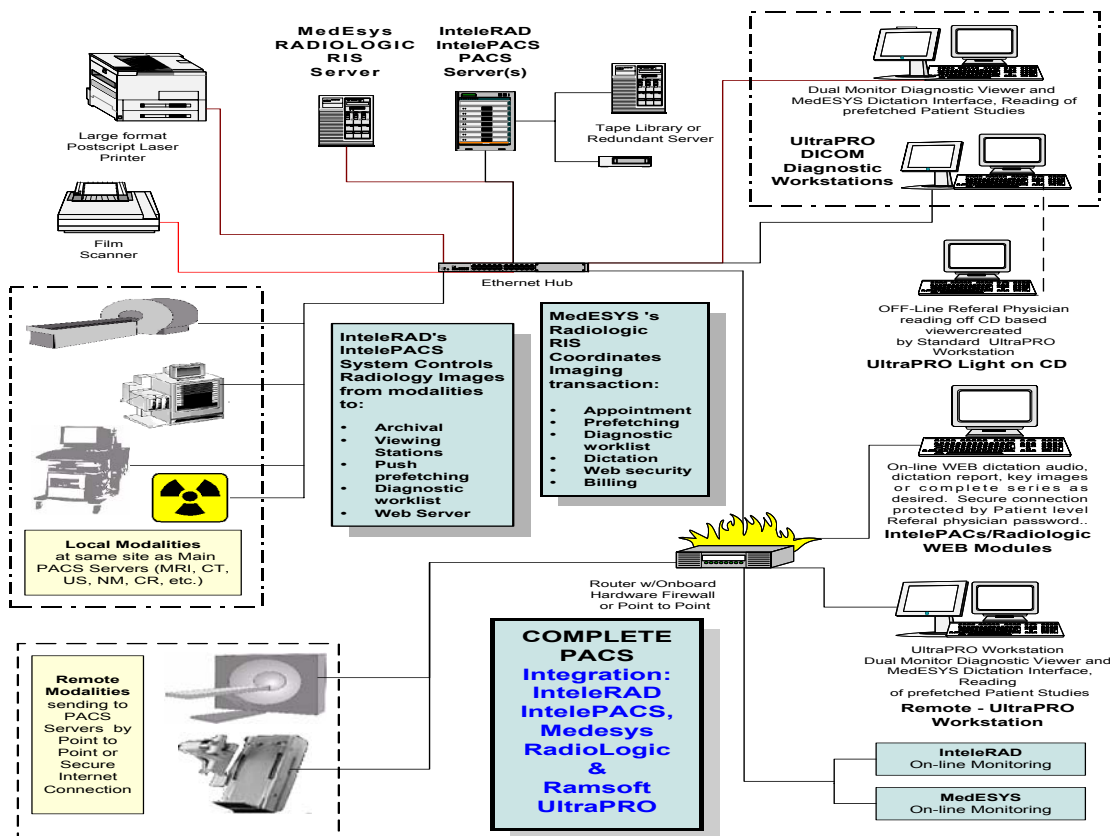 MedEsys
RADIOLOGIC
RIS
Server
InteleRAD
IntelePACS
PACS
Server(s)
Large format
Postscript Laser
Printer
Tape Library or
Redundant Server
Dual Monitor Diagnostic Viewer and
MedESYS Dictation Interface, Reading of
prefetched Patient Studies
UltraPRO
DICOM
Diagnostic
Workstations
Film
Scanner
Ethernet Hub
OFF-Line Referal Physician
reading off CD based
viewercreated
by Standard UltraPRO
Workstation
UltraPRO Light on CD
InteleRAD's
IntelePACS
System Controls
Radiology Images
from modalities
to:
• Archival
• Viewing
Stations
• Push
prefetching
• Diagnostic
worklist
• Web Server
MedESYS 's
Radiologic
RIS
Coordinates
Imaging
transaction:
• Appointment
• Prefetching
• Diagnostic
worklist
• Dictation
• Web security
• Billing
On-line WEB dictation audio,
dictation report, key images
or complete series as
desired. Secure connection
protected by Patient level
Referal physician password..
IntelePACs/Radiologic
WEB Modules
Local Modalities
at same site as Main
PACS Servers (MRI, CT,
US, NM, CR, etc.)
Router w/Onboard
Hardware Firewall
or Point to Point
UltraPRO Workstation
Dual Monitor Diagnostic Viewer and
MedESYS Dictation Interface,
Reading
of prefetched Patient Studies
Remote - UltraPRO
Workstation
Remote
Modalities
sending to
PACS
Servers by
Point to
Point or
Secure
Internet
Connection
COMPLETE
PACS
Integration:
InteleRAD
IntelePACS,
Medesys
RadioLogic
&
Ramsoft
UltraPRO
InteleRAD
On-line Monitoring
MedESYS
On-line Monitoring